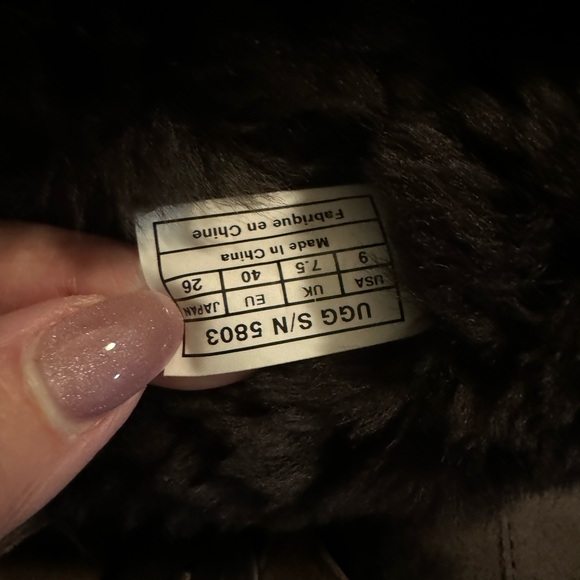 UGG S/N 5803
USA UK EU JAPAN
9 7.5 40 26
Made In China
Fabrique en Chine